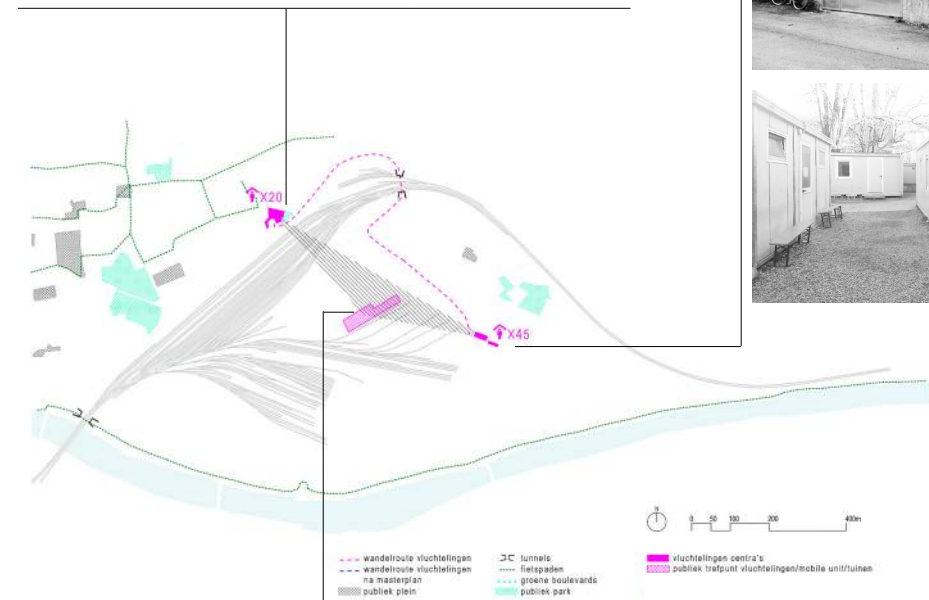 X20
X45
n
0 50 100 200 400m
wandelroute vluchtelingen
wandelroute vluchtelingen
na masterplan
publiek plein
tunnels
fietspaden
groene boulevards
publiek park
vluchtelingen centra's
publiek trefpunt vluchtelingen/mobile unit/tuinen